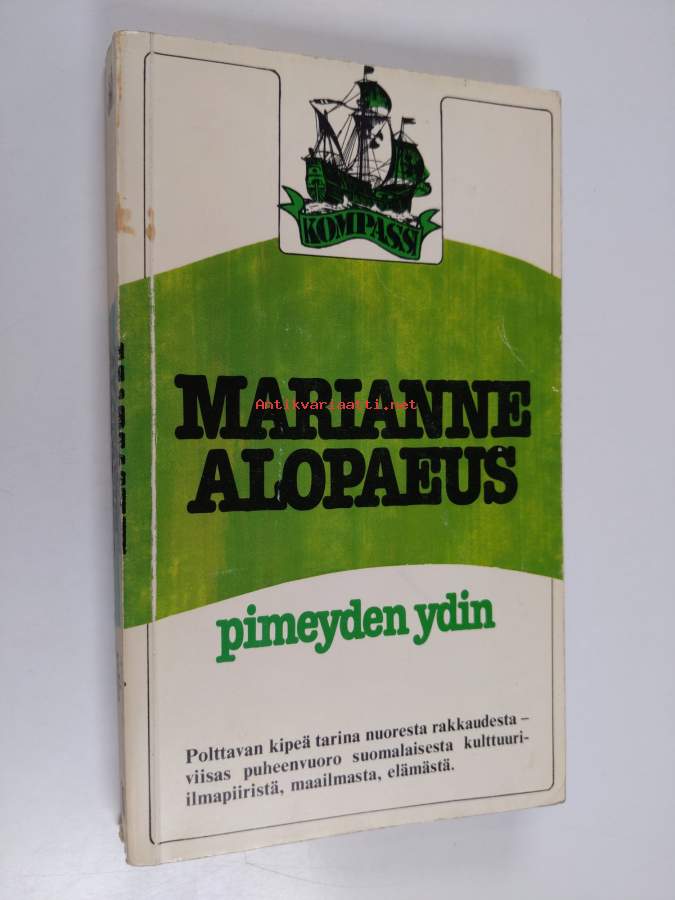 KOMPASSI
MARIANNE
Antikvariaatti.net
ALOPAEUS
pimeyden ydin
Polttavan kipeä tarina nuoresta rakkaudesta –
viisas puheenvuoro suomalaisesta kulttuuri-
ilmapiiristä, maailmasta, elämästä.